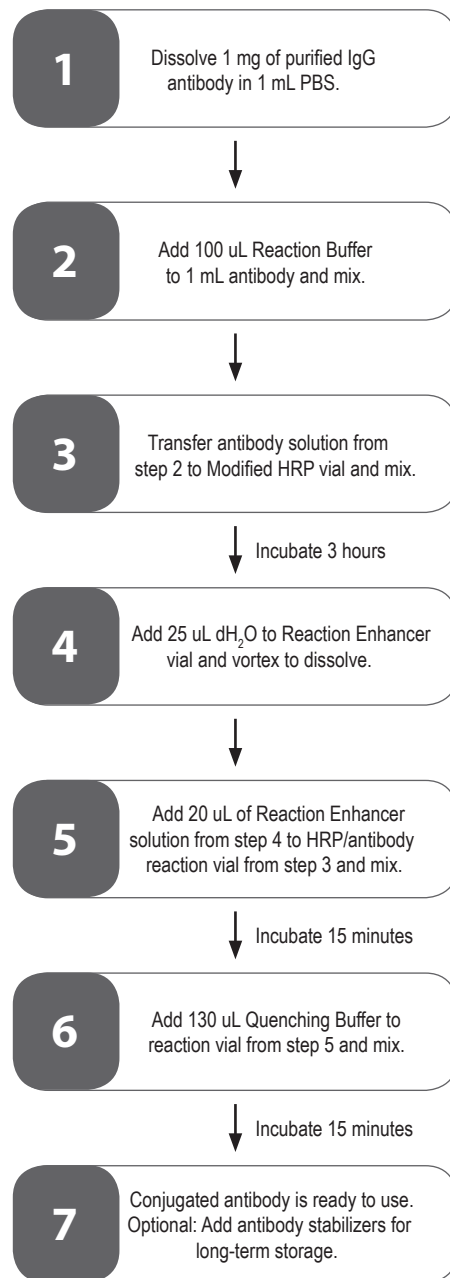 1
Dissolve 1 mg of purified IgG
antibody in 1 mL PBS.
2
Add 100 uL Reaction Buffer
to 1 mL antibody and mix.
3
Transfer antibody solution from
step 2 to Modified HRP vial and mix.
Incubate 3 hours
4
Add 25 uL dH₂O to Reaction Enhancer
vial and vortex to dissolve.
5
Add 20 uL of Reaction Enhancer
solution from step 4 to HRP/antibody
reaction vial from step 3 and mix.
Incubate 15 minutes
6
Add 130 uL Quenching Buffer to
reaction vial from step 5 and mix.
Incubate 15 minutes
7
Conjugated antibody is ready to use.
Optional: Add antibody stabilizers for
long-term storage.